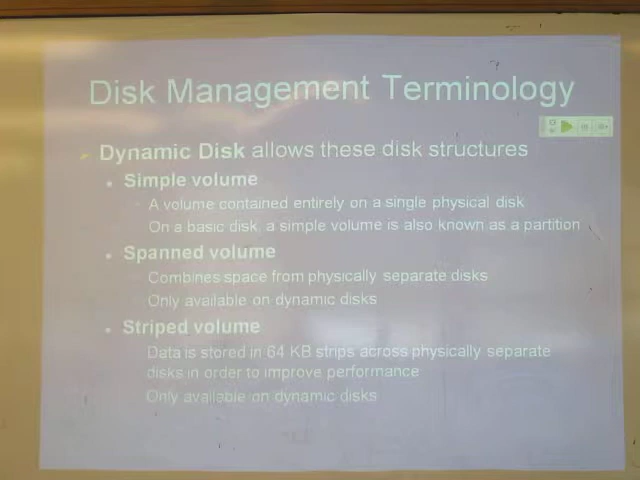 Disk Management Terminology
Dynamic Disk allows these disk structures
Simple volume
A volume contained entirely on a single physical disk
On a basic disk, a simple volume is also known as a partition
Spanned volume
Combines space from physically separate disks
Only available on dynamic disks
Striped volume
Data is stored in 64 KB strips across physically separate
disks in order to improve performance
Only available on dynamic disks